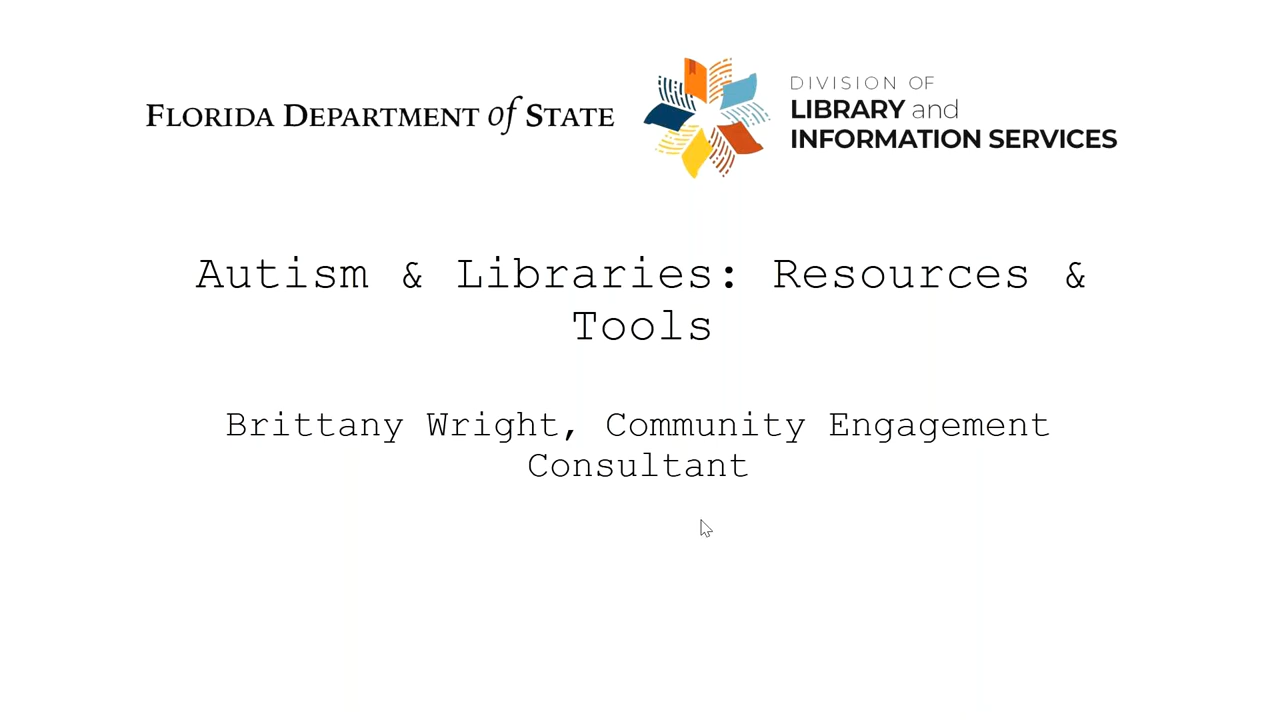 FLORIDA DEPARTMENT of STATE
DIVISION OF
LIBRARY and
INFORMATION SERVICES
Autism & Libraries: Resources &
Tools
Brittany Wright, Community Engagement
Consultant